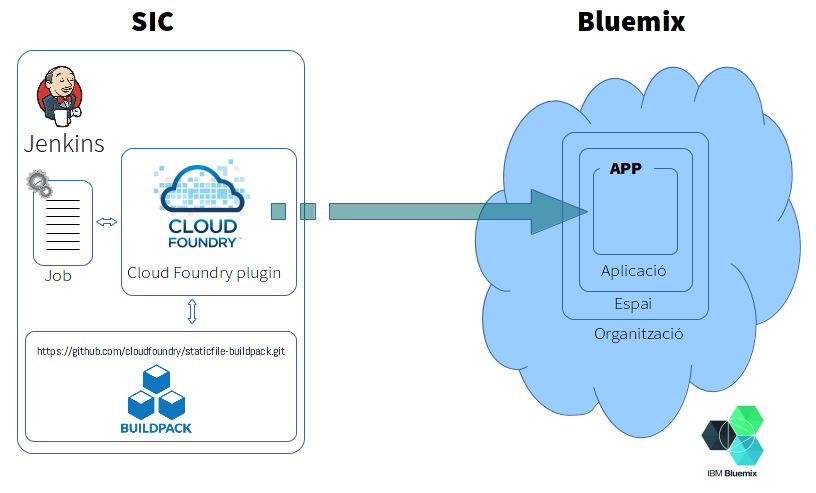 SIC
Bluemix
Jenkins
Job
CLOUD
FOUNDRY™
Cloud Foundry plugin
https://github.com/cloudfoundry/staticfile-buildpack.git
BUILDPACK
APP
Aplicació
Espai
Organització
IBM Bluemix